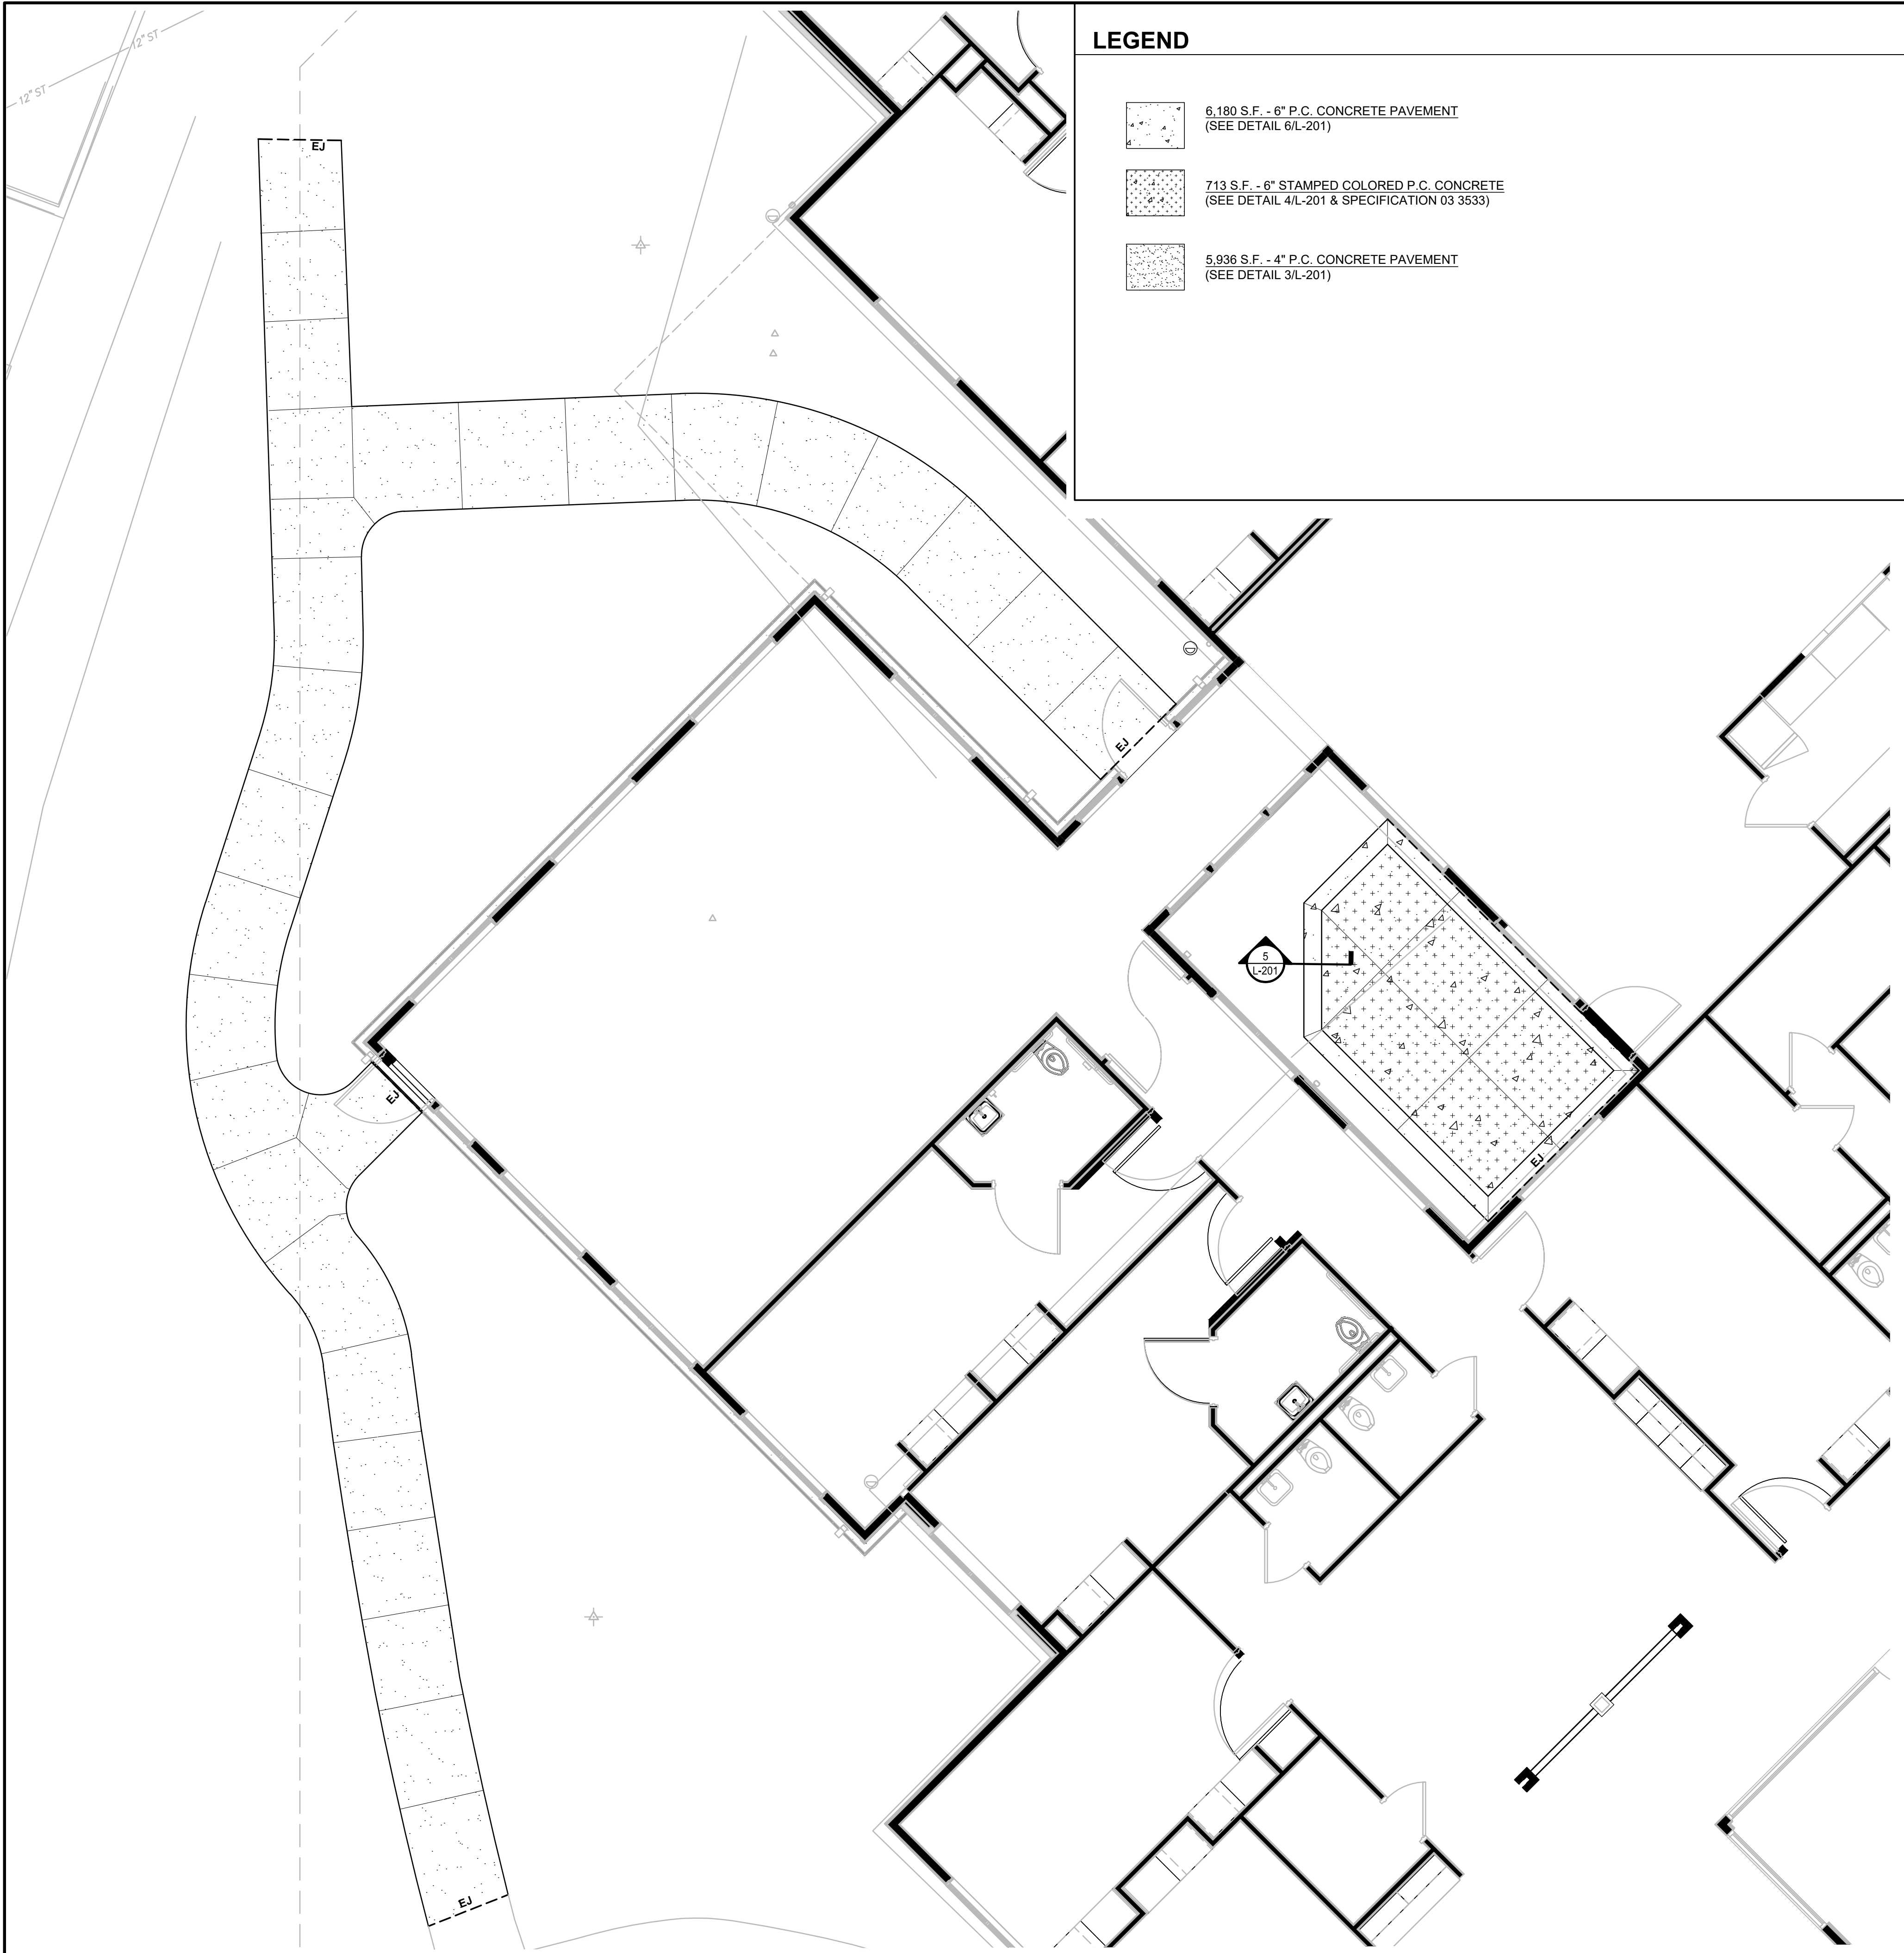 LEGEND
6,180 S.F. - 6" P.C. CONCRETE PAVEMENT
(SEE DETAIL 6/L-201)
713 S.F. - 6" STAMPED COLORED P.C. CONCRETE
(SEE DETAIL 4/L-201 & SPECIFICATION 03 3533)
5,936 S.F. - 4" P.C. CONCRETE PAVEMENT
(SEE DETAIL 3/L-201)
12" ST
12" ST
EJ
EJ
5
L-201
EJ
EJ
EJ